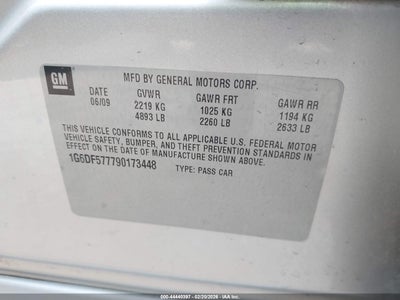 GM
MFD BY GENERAL MOTORS CORP.
DATE GVWR GAWR FRT GAWR RR
06/09 2219 KG 1025 KG 1194 KG
4893 LB 2260 LB 2633 LB
THIS VEHICLE CONFORMS TO ALL APPLICABLE U.S. FEDERAL MOTOR
VEHICLE SAFETY, BUMPER, AND THEFT PREVENTION STANDARDS IN
EFFECT ON THE DATE OF MANUFACTURE SHOWN ABOVE.
1G6DF577790173448
TYPE: PASS CAR
000-44440397 - 02/20/2026 - IAA Inc.